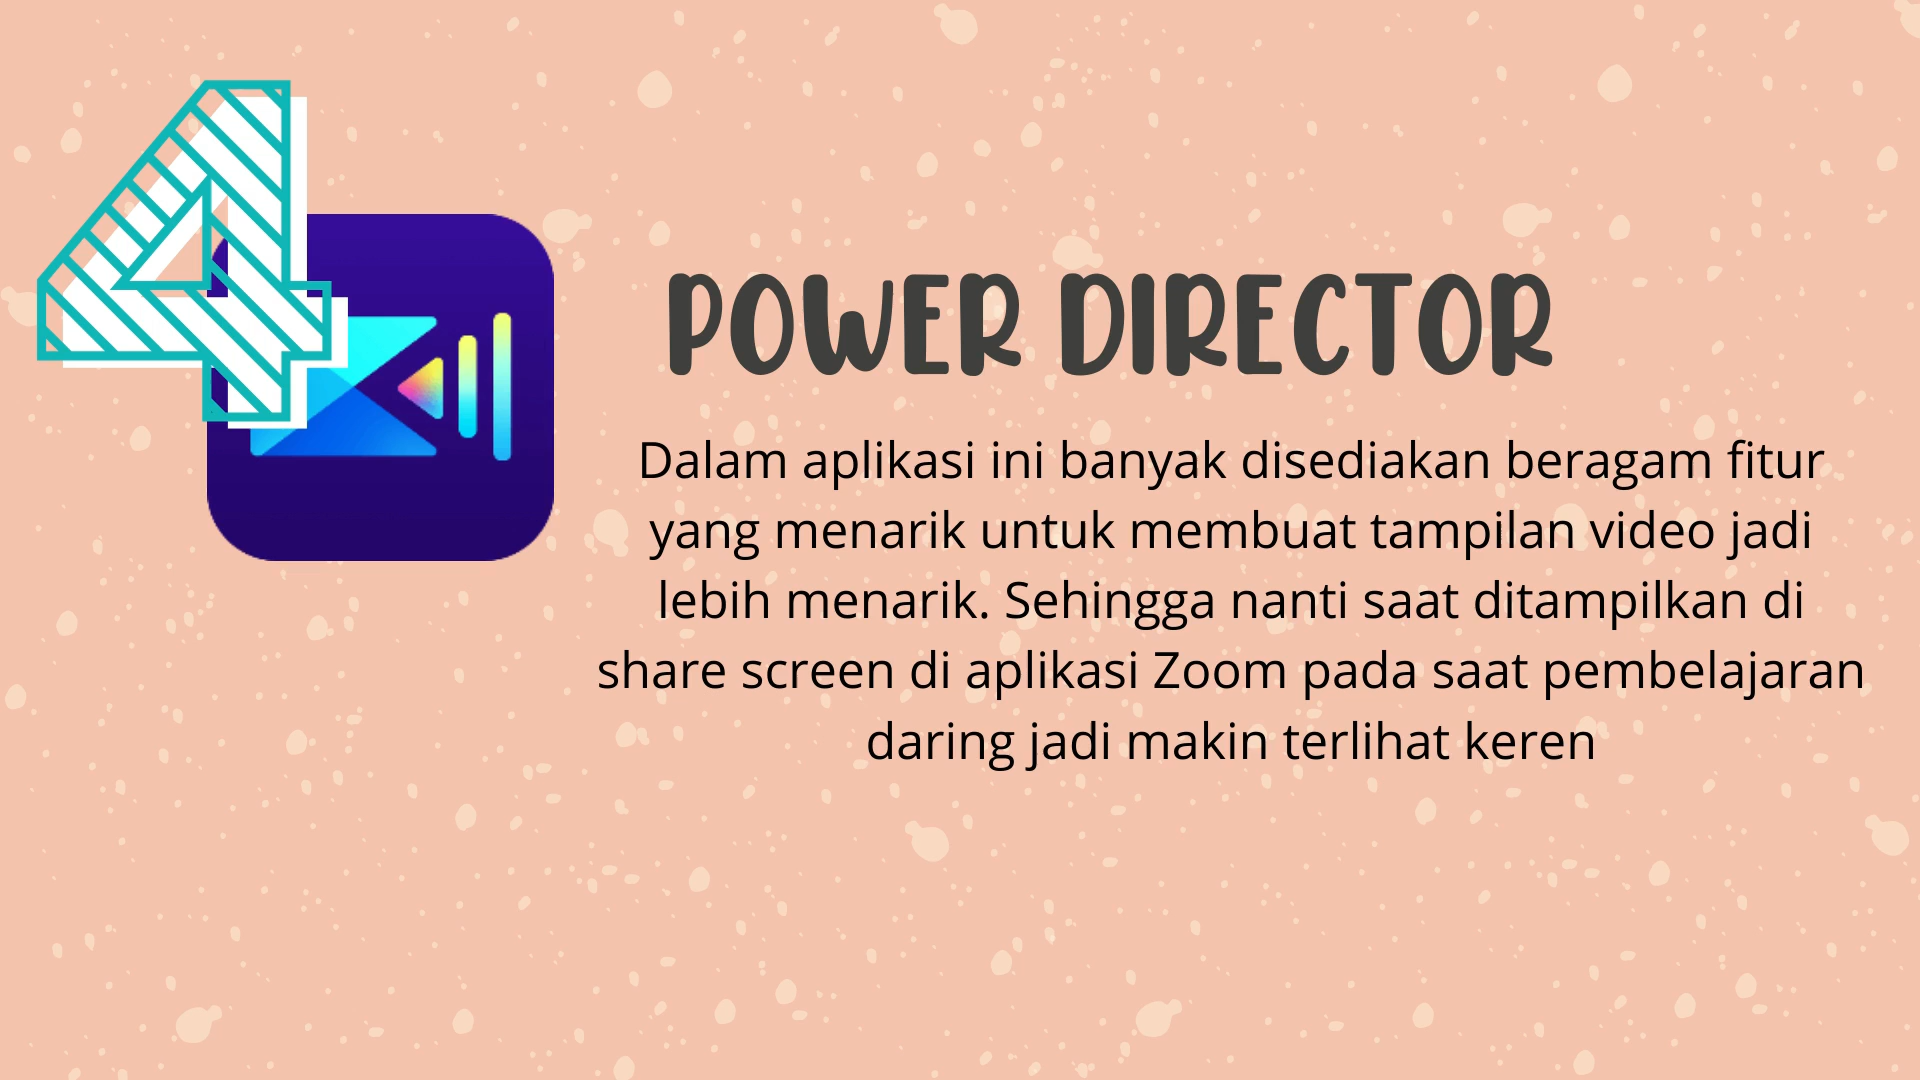 4
POWER DIRECTOR
Dalam aplikasi ini banyak disediakan beragam fitur
yang menarik untuk membuat tampilan video jadi
lebih menarik. Sehingga nanti saat ditampilkan di
share screen di aplikasi Zoom pada saat pembelajaran
daring jadi makin terlihat keren